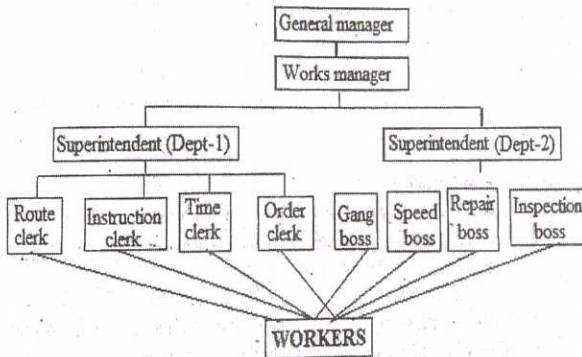 General manager
Works manager
Superintendent (Dept-1)
Superintendent (Dept-2)
Route
clerk
Instruction
clerk
Time
clerk
Order
clerk
Gang
boss
Speed
boss
Repair
boss
Inspection
boss
WORKERS